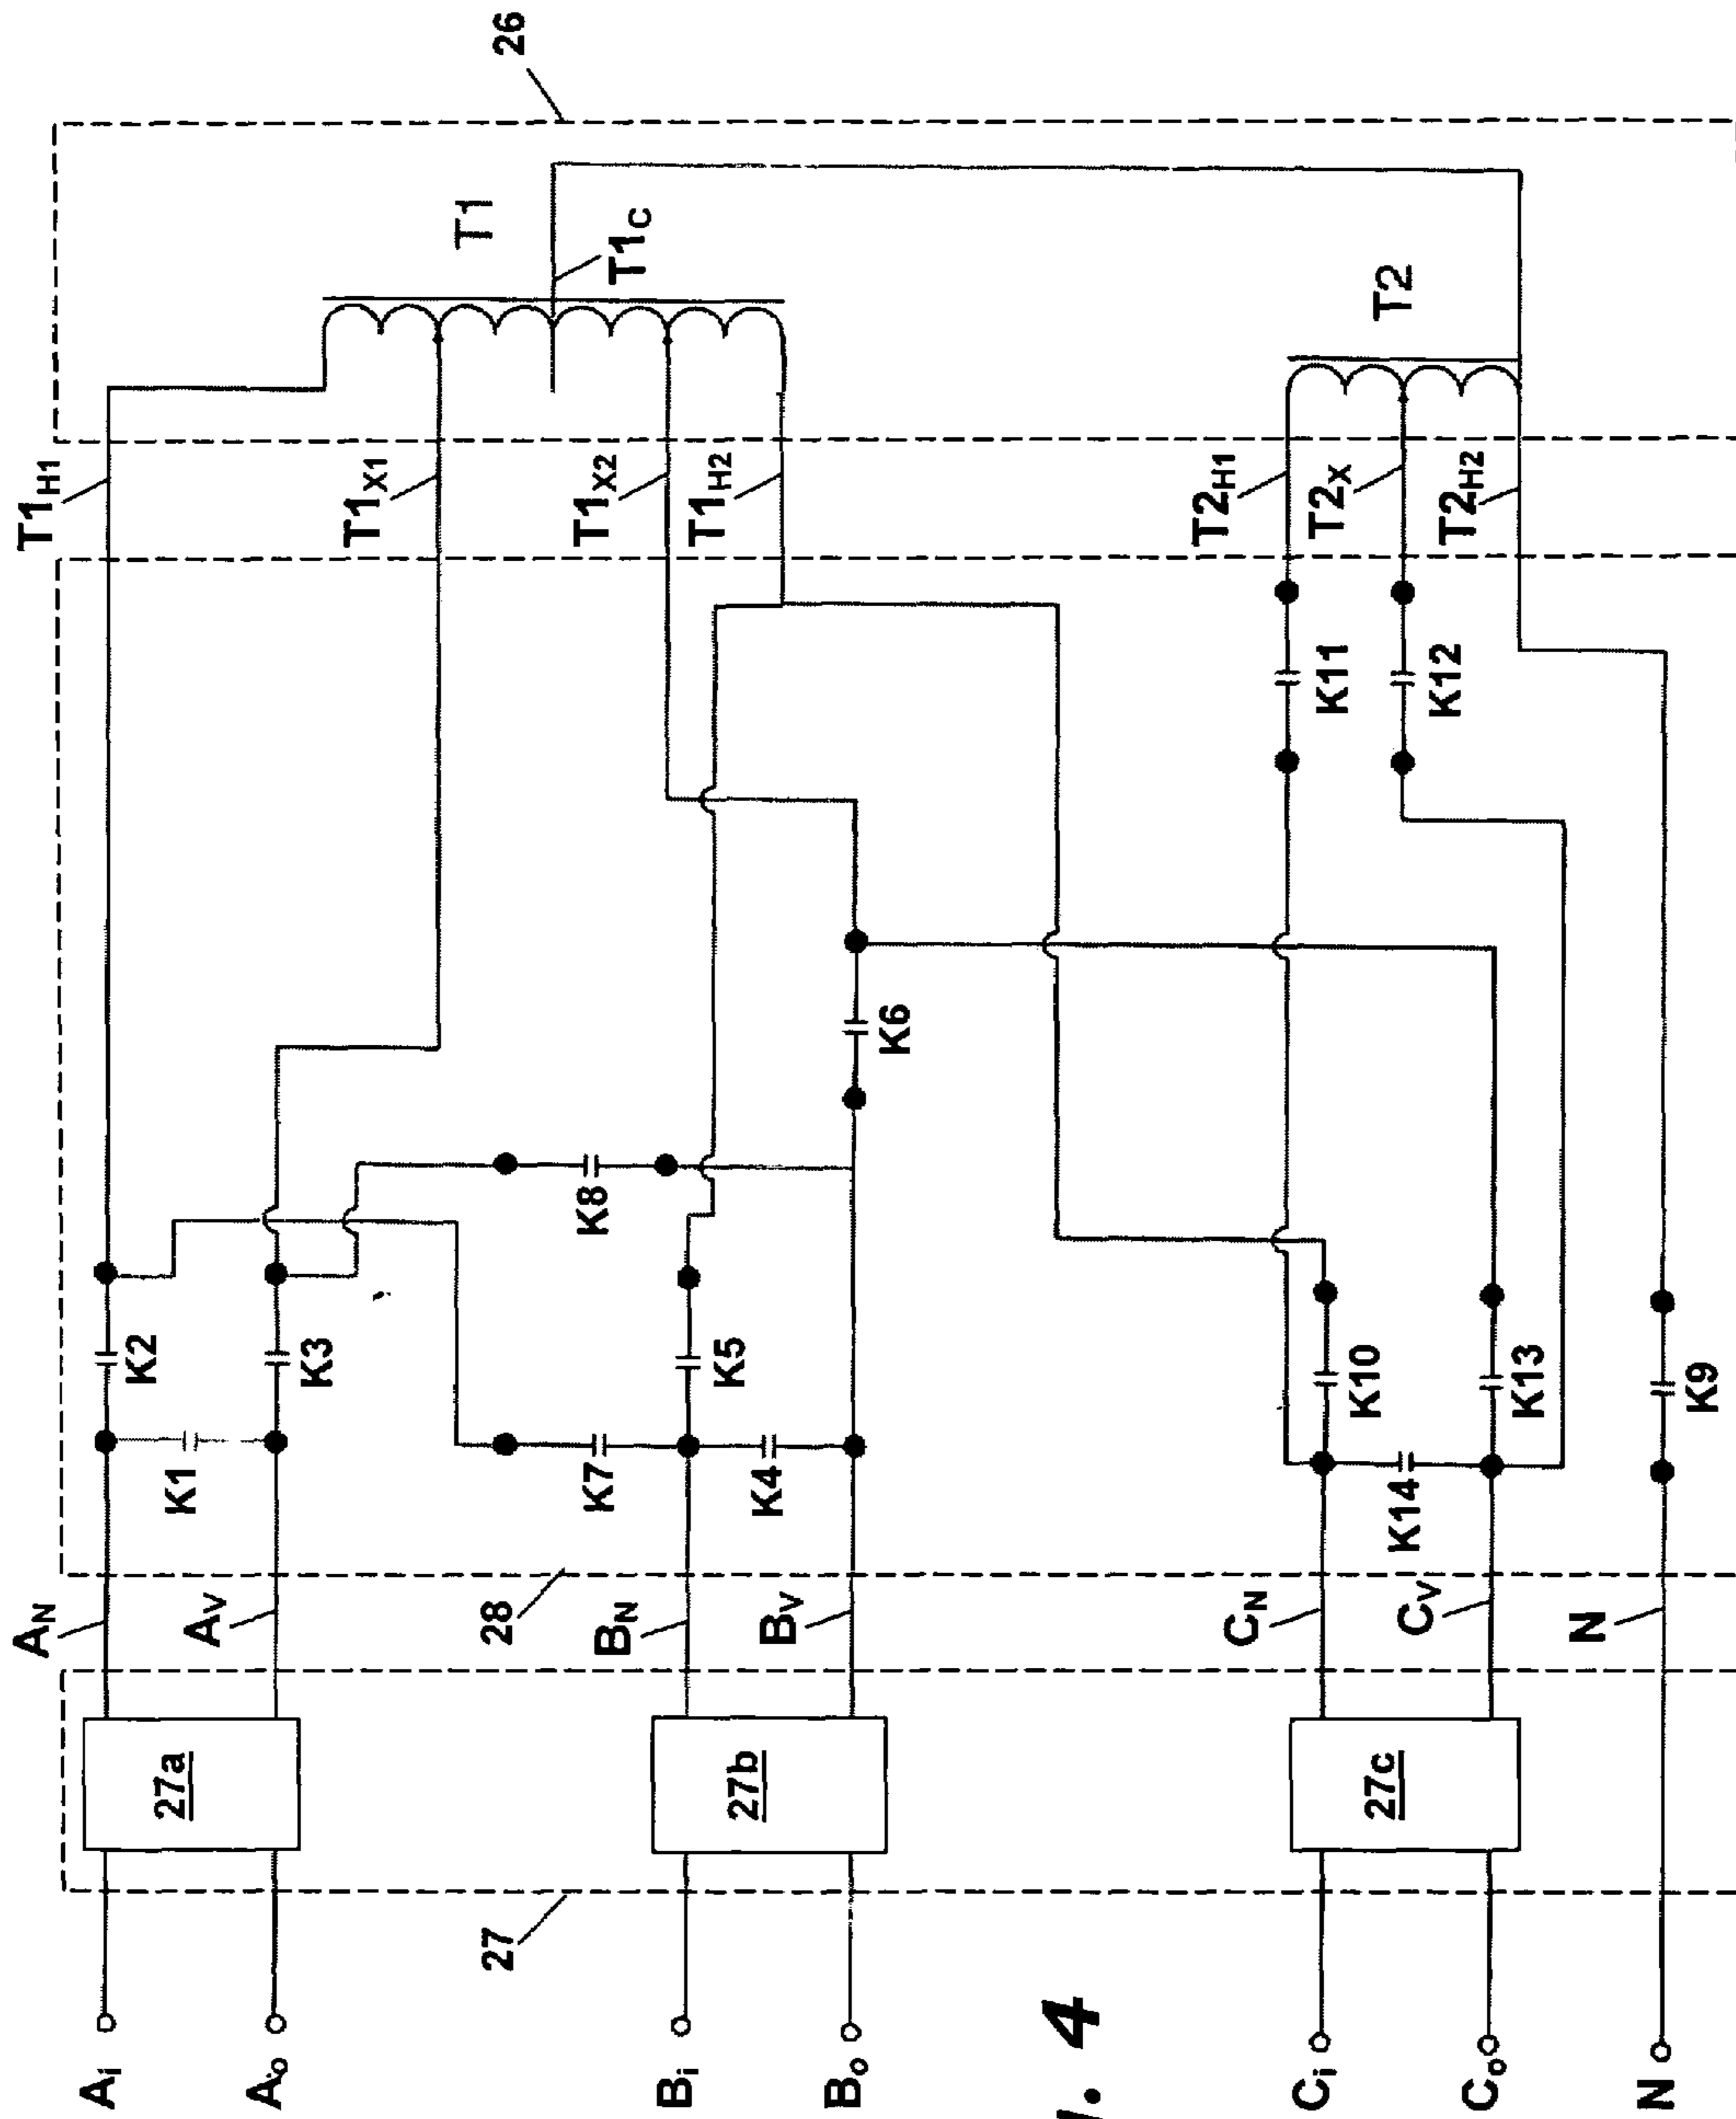 26
T1
T1C
T2
T1H1
T1X1
T1X2
T1H2
T2H1
T2X
T2H2
K11
K12
K6
K8
K2
K3
K5
K10
K13
K9
K1
K7
K4
K14
28
AN
AV
BN
BV
CN
CV
N
27a
27b
27c
27
Ai
Ao
Bi
Bo
Ci
Co
N
. 4